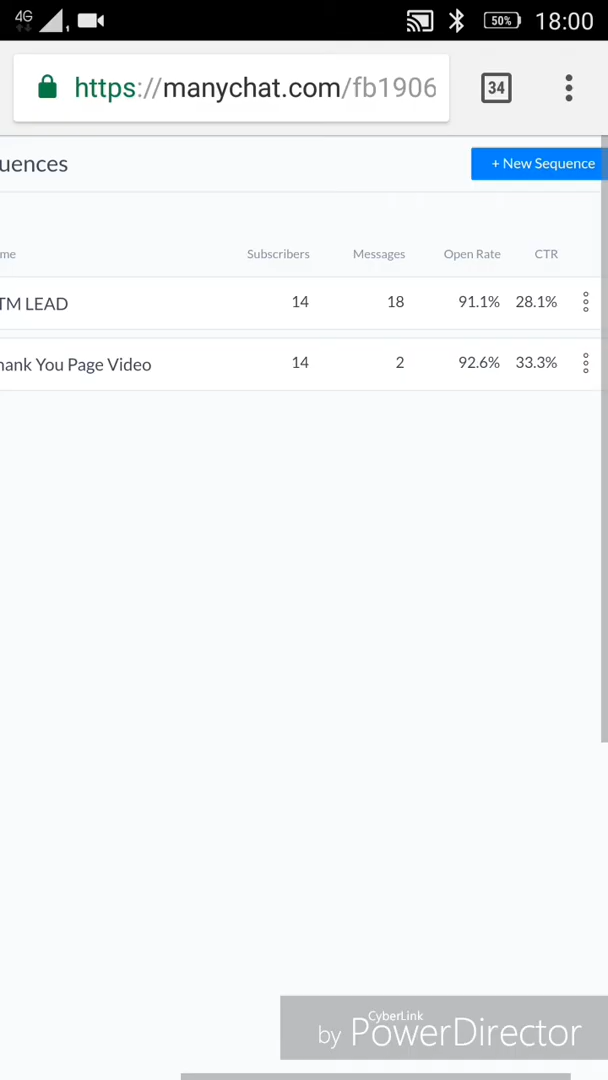 4G 50% 18:00
https://manychat.com/fb1906 34
uences + New Sequence
me Subscribers Messages Open Rate CTR
TM LEAD 14 18 91.1% 28.1%
hank You Page Video 14 2 92.6% 33.3%
CyberLink
by PowerDirector